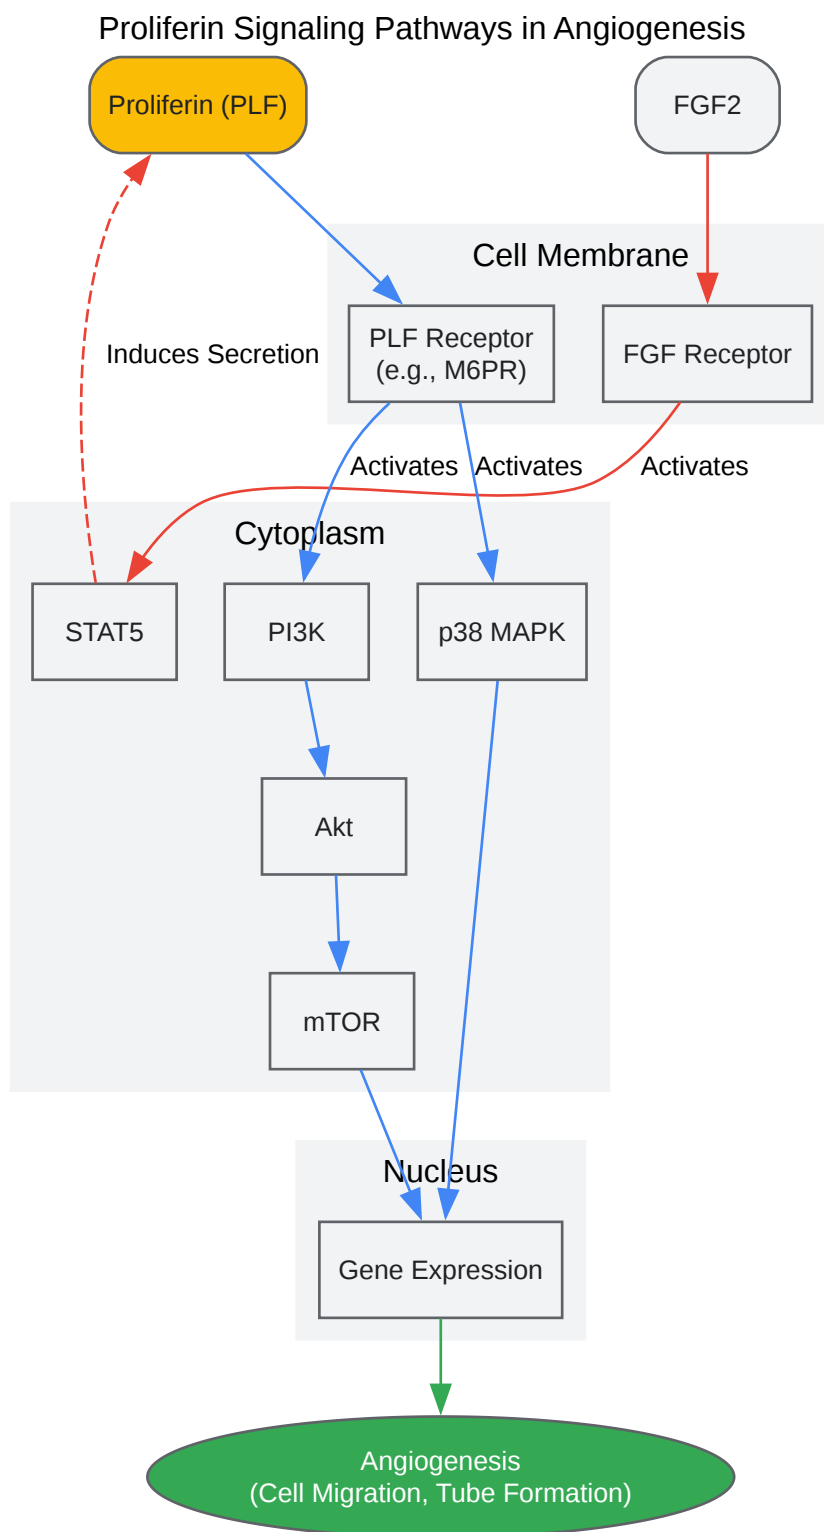 Proliferin Signaling Pathways in Angiogenesis
Proliferin (PLF)
FGF2
Cell Membrane
PLF Receptor
(e.g., M6PR)
FGF Receptor
Induces Secretion
Activates
Activates
Activates
Cytoplasm
STAT5
PI3K
p38 MAPK
Akt
mTOR
Nucleus
Gene Expression
Angiogenesis
(Cell Migration, Tube Formation)